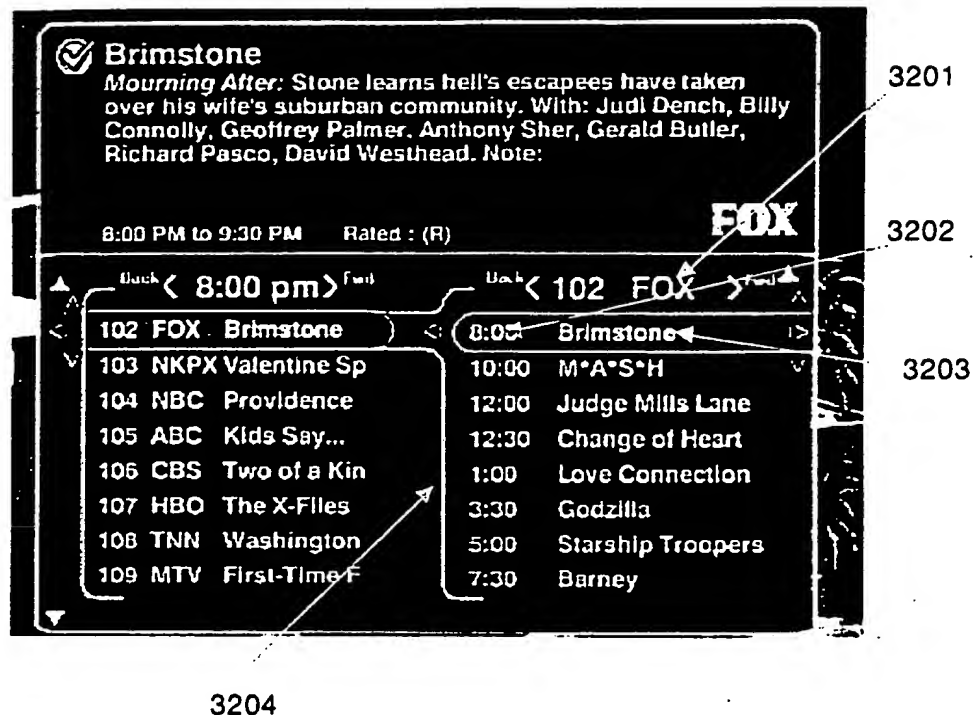 Brimstone
Mourning After: Stone learns hell's escapees have taken
over his wife's suburban community. With: Judi Dench, Billy
Connolly, Geoffrey Palmer, Anthony Sher, Gerald Butler,
Richard Pasco, David Westhead. Note:
8:00 PM to 9:30 PM Rated : (R)
FOX
Back < 8:00 pm > Fwd
102 FOX Brimstone
103 NKPX Valentine Sp
104 NBC Providence
105 ABC Kids Say...
106 CBS Two of a Kin
107 HBO The X-Files
108 TNN Washington
109 MTV First-Time F
Back < 102 FOX > Fwd
8:00 Brimstone
10:00 M*A*S*H
12:00 Judge Mills Lane
12:30 Change of Heart
1:00 Love Connection
3:30 Godzilla
5:00 Starship Troopers
7:30 Barney
3201
3202
3203
3204